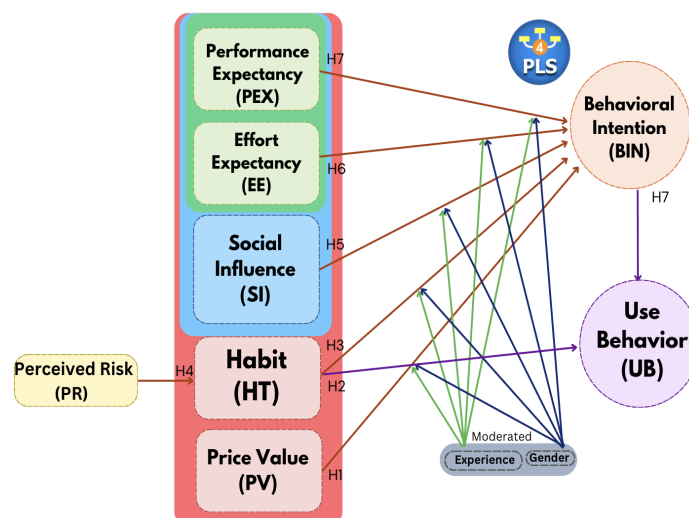 Performance
Expectancy
(PEX)
H7
4
PLS
Behavioral
Intention
(BIN)
Effort
Expectancy
(EE)
H6
H7
Social
Influence
(SI)
H5
Use
Behavior
(UB)
H3
Habit
(HT)
H2
H4
Perceived Risk
(PR)
Price Value
(PV)
H1
Moderated
Experience
Gender